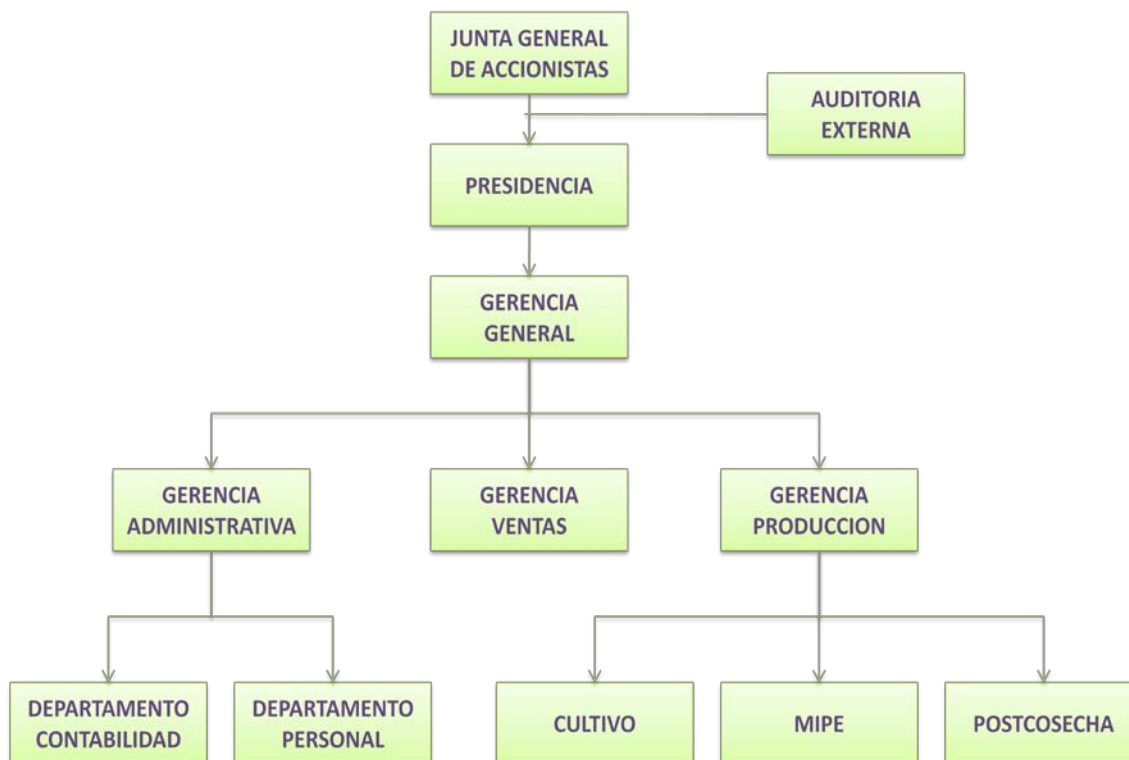 JUNTA GENERAL
DE ACCIONISTAS
AUDITORIA
EXTERNA
PRESIDENCIA
GERENCIA
GENERAL
GERENCIA
ADMINISTRATIVA
GERENCIA
VENTAS
GERENCIA
PRODUCCION
DEPARTAMENTO
CONTABILIDAD
DEPARTAMENTO
PERSONAL
CULTIVO
MIPE
POSTCOSECHA